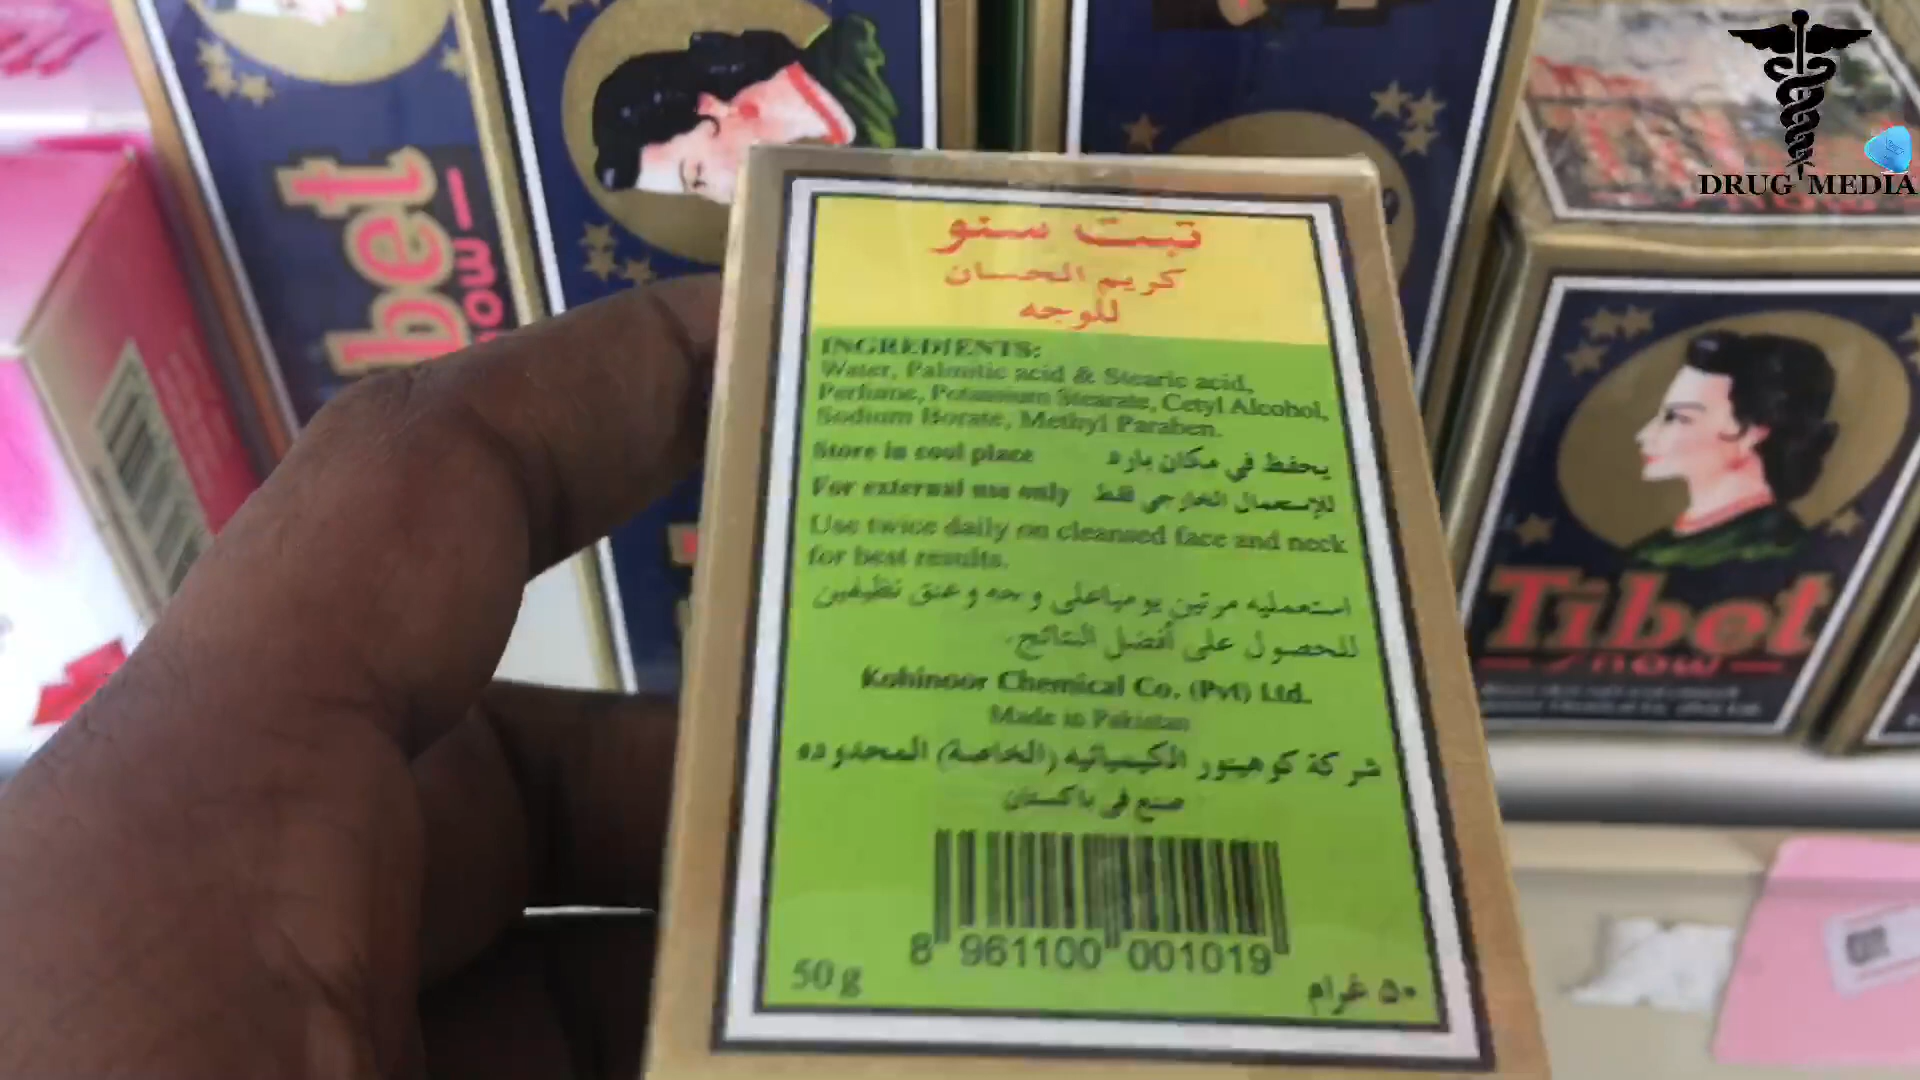 DRUG MEDIA
تبت سنو
كريم الحسان
للوجه
INGREDIENTS:
Water, Palmitic acid & Stearic acid,
Perfume, Potassium Stearate, Cetyl Alcohol,
Sodium Borate, Methyl Paraben.
Store in cool place يحفظ في مكان بارد
For external use only للإستعمال الخارجي فقط
Use twice daily on cleansed face and neck
for best results.
استعمليه مرتين يومياعلى وجه وعنق نظيفين
للحصول على أفضل النتائج.
Kohinoor Chemical Co. (Pvt) Ltd.
Made in Pakistan
شركة كوهينور الكيميائيه (الخاصة) المحدوده
صنع في باكستان
8 961100 001019
50 g ٥٠ غرام
Tibet
Snow